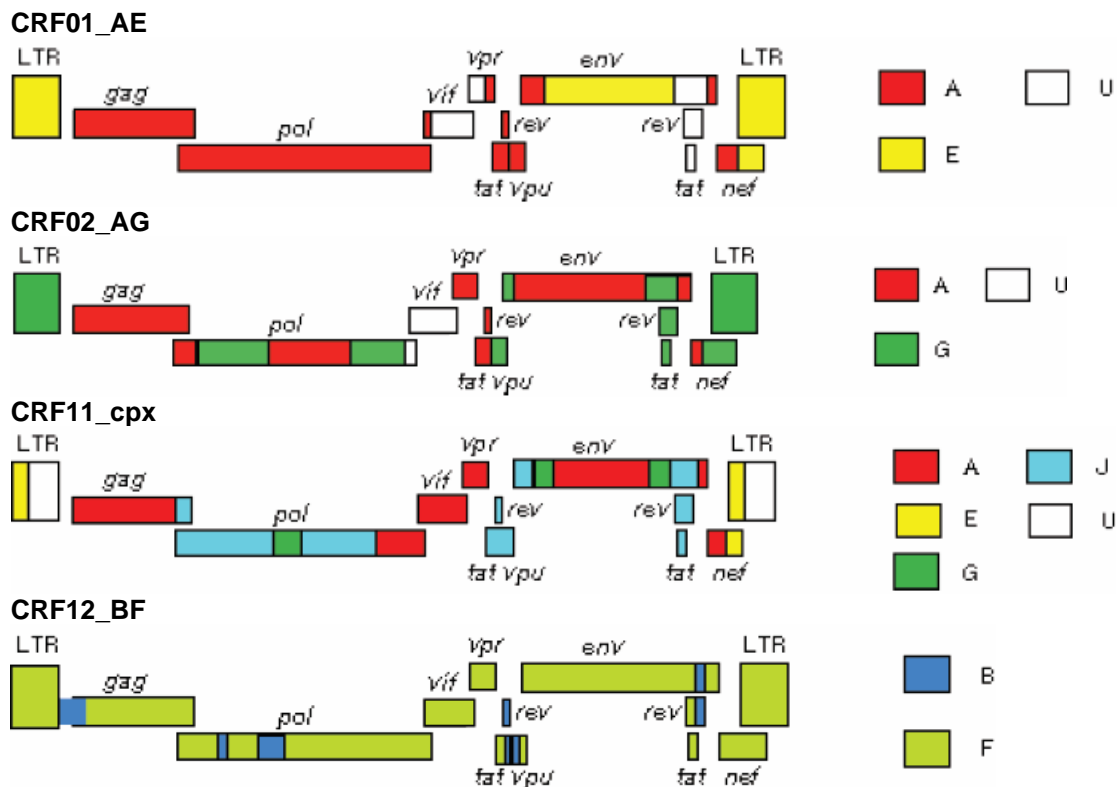 CRF01_AE
LTR gag pol vif vpr tat rev vpu env rev tat nef LTR A U E
CRF02_AG
LTR gag pol vif vpr tat rev vpu env rev tat nef LTR A U G
CRF11_cpx
LTR gag pol vif vpr tat rev vpu env rev tat nef LTR A J E U G
CRF12_BF
LTR gag pol vif vpr tat rev vpu env rev tat nef LTR B F